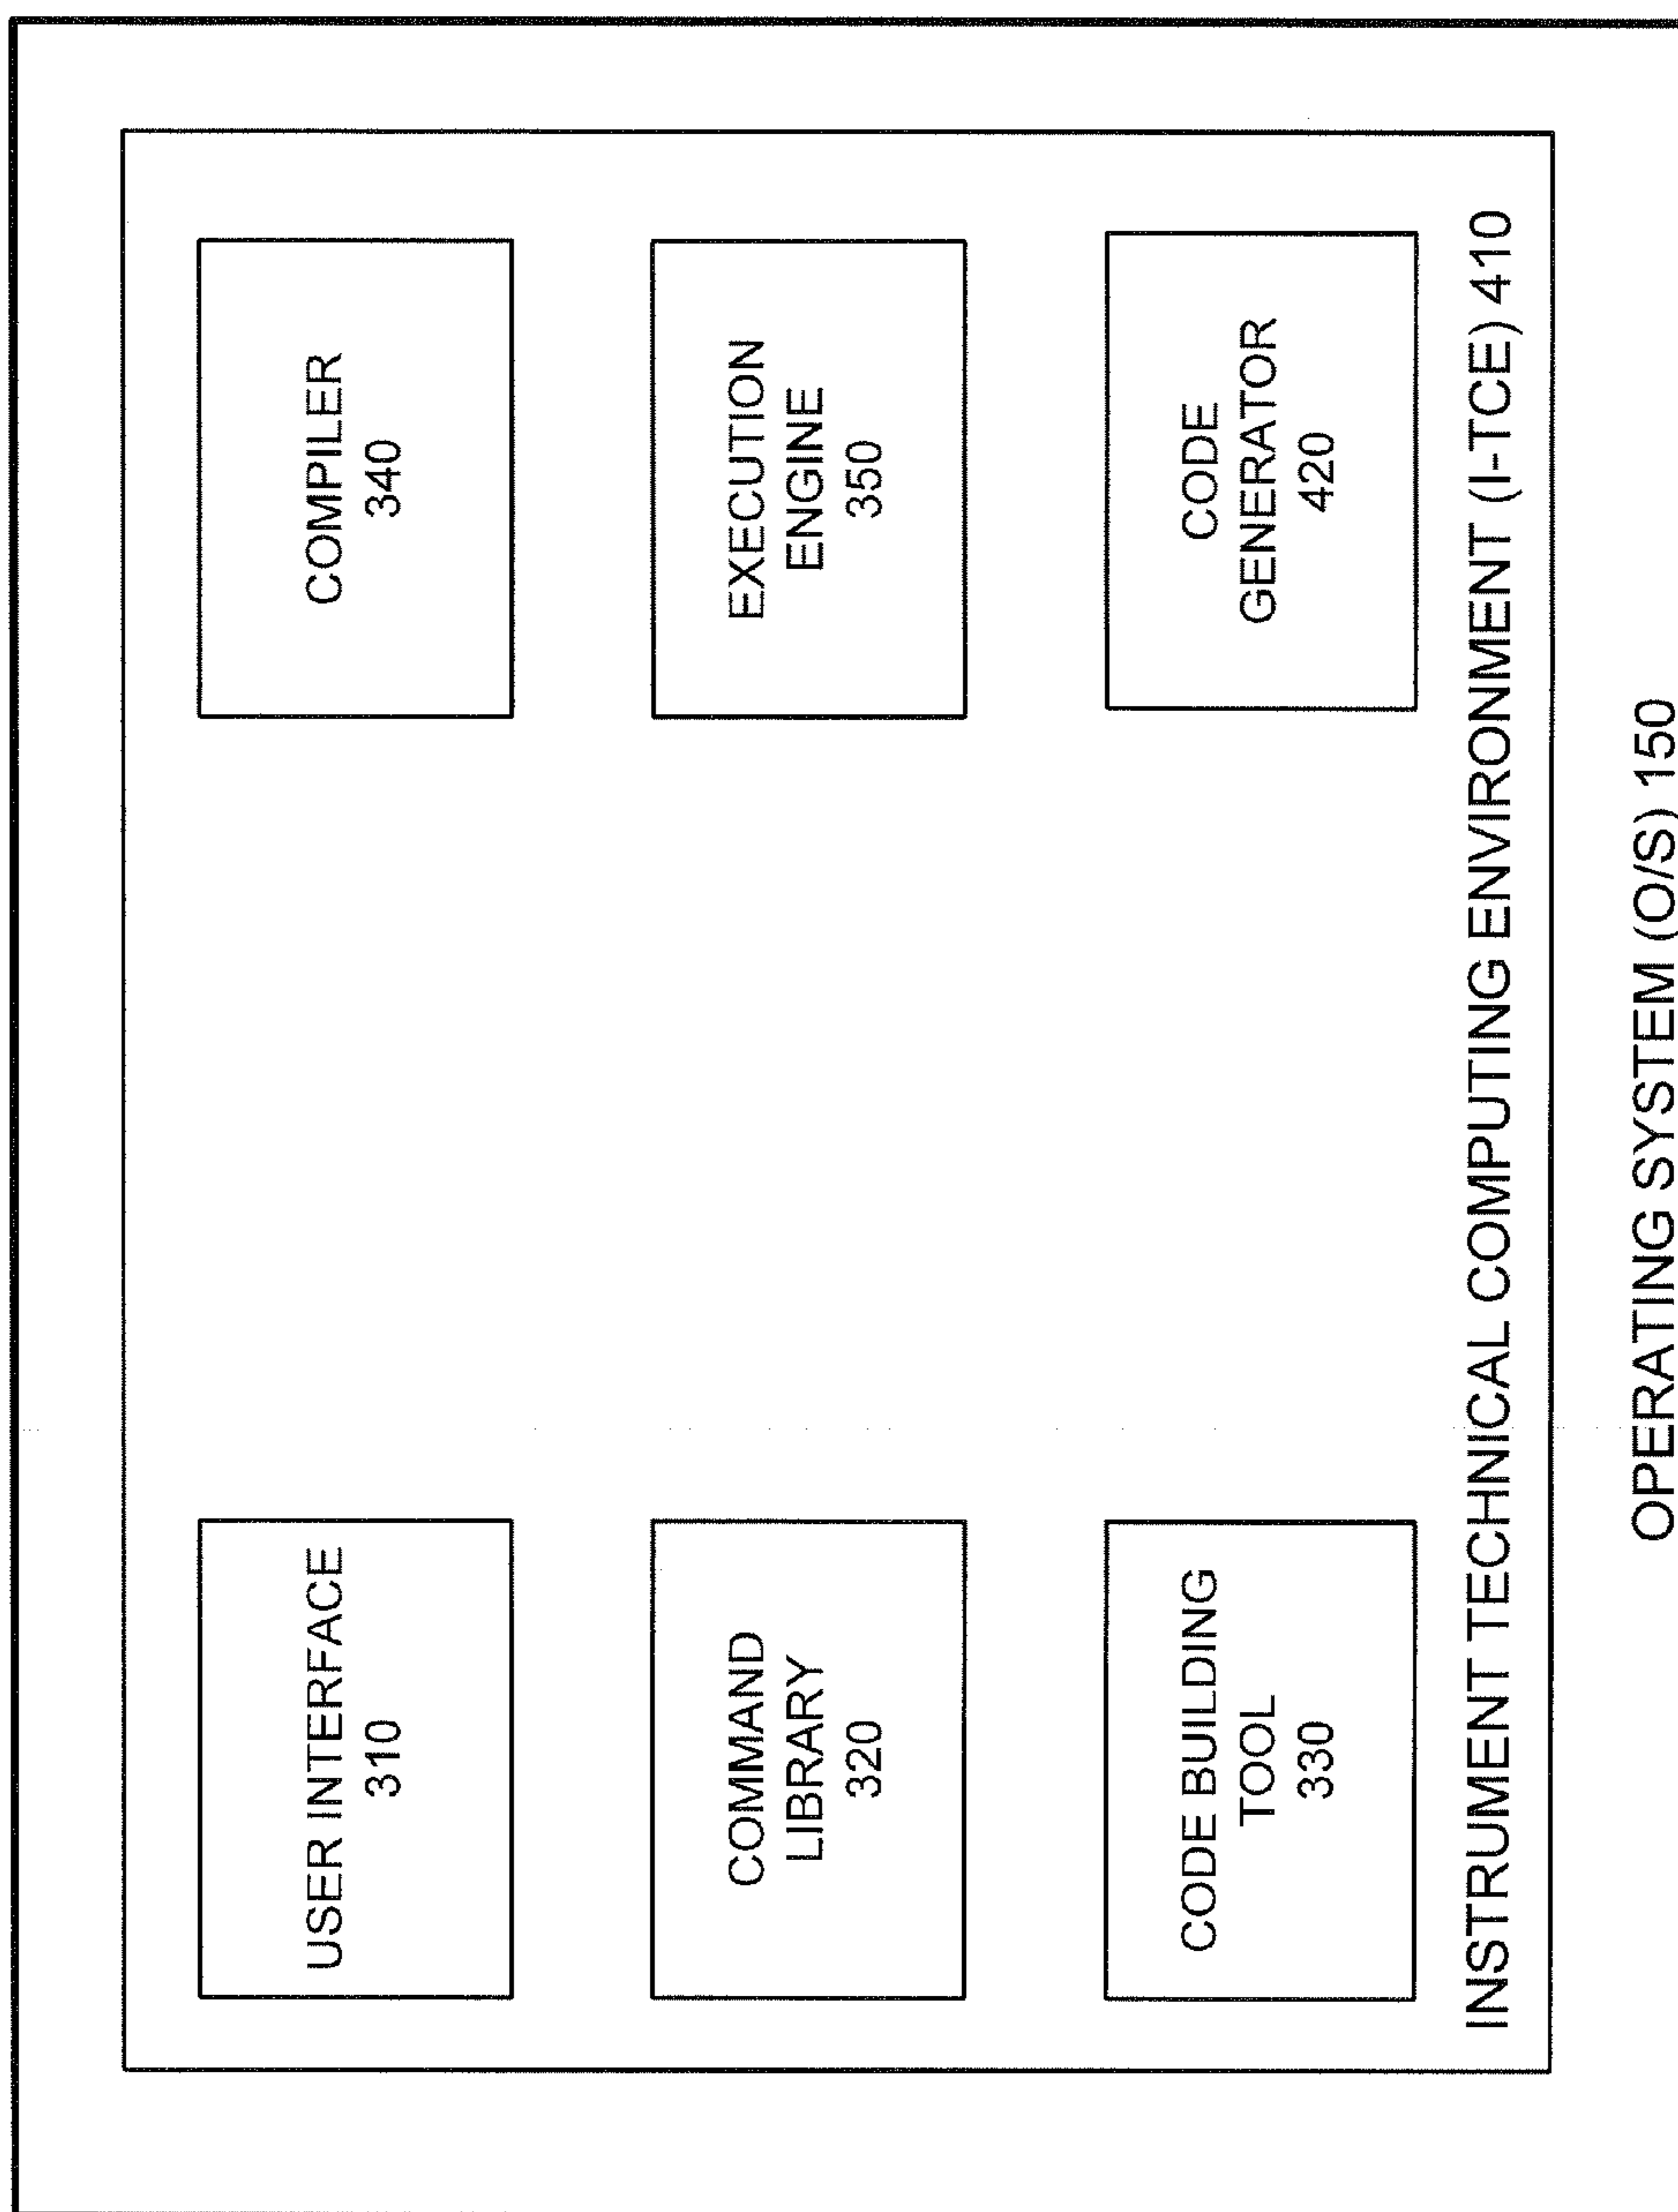 USER INTERFACE
310
COMPILER
340
COMMAND
LIBRARY
320
EXECUTION
ENGINE
350
CODE BUILDING
TOOL
330
CODE
GENERATOR
420
INSTRUMENT TECHNICAL COMPUTING ENVIRONMENT (I-TCE) 410
OPERATING SYSTEM (O/S) 150